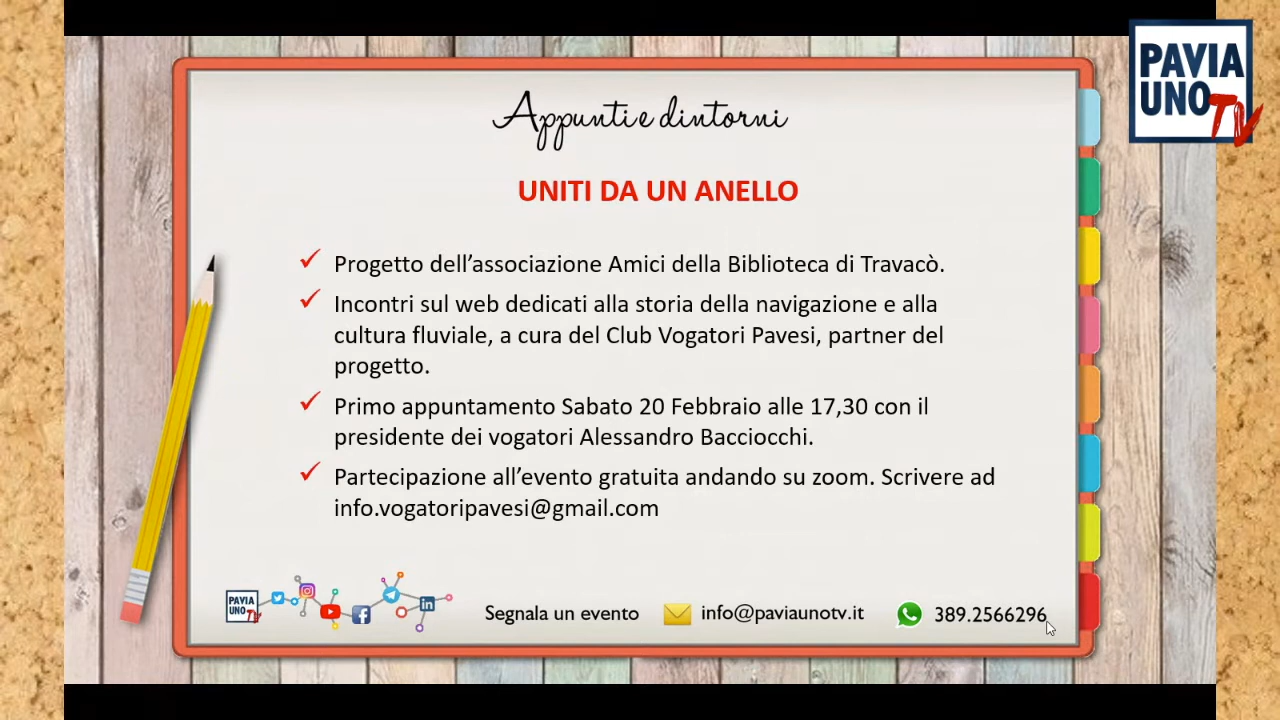 PAVIA
UNO TV
Appunti e dintorni
UNITI DA UN ANELLO
✓ Progetto dell’associazione Amici della Biblioteca di Travacò.
✓ Incontri sul web dedicati alla storia della navigazione e alla
cultura fluviale, a cura del Club Vogatori Pavesi, partner del
progetto.
✓ Primo appuntamento Sabato 20 Febbraio alle 17,30 con il
presidente dei vogatori Alessandro Bacciocchi.
✓ Partecipazione all’evento gratuita andando su zoom. Scrivere ad
info.vogatoripavesi@gmail.com
PAVIA
UNO TV
Segnala un evento info@paviaunotv.it 389.2566296